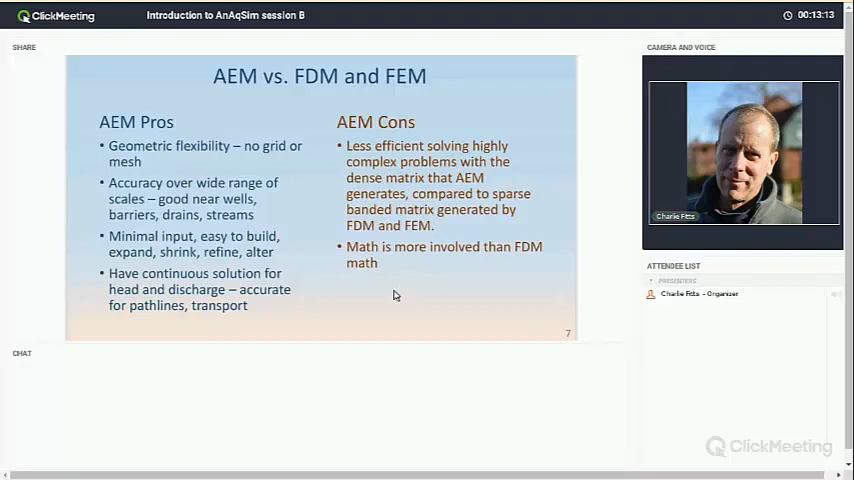 ClickMeeting
Introduction to AnAqSim session B
00:13:13
SHARE
AEM vs. FDM and FEM
AEM Pros
• Geometric flexibility – no grid or
mesh
• Accuracy over wide range of
scales – good near wells,
barriers, drains, streams
• Minimal input, easy to build,
expand, shrink, refine, alter
• Have continuous solution for
head and discharge – accurate
for pathlines, transport
AEM Cons
• Less efficient solving highly
complex problems with the
dense matrix that AEM
generates, compared to sparse
banded matrix generated by
FDM and FEM.
• Math is more involved than FDM
math
7
CHAT
CAMERA AND VOICE
Charlie Fitts
ATTENDEE LIST
PRESENTERS
Charlie Fitts - Organizer
ClickMeeting